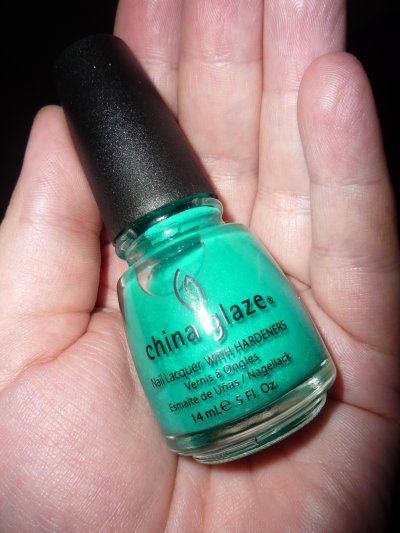 china glaze®
Nail Lacquer WITH HARDENERS
Vernis à Ongles
Esmalte de Uñas / Nagellack
14 mL ℮ .5 Fl. Oz.